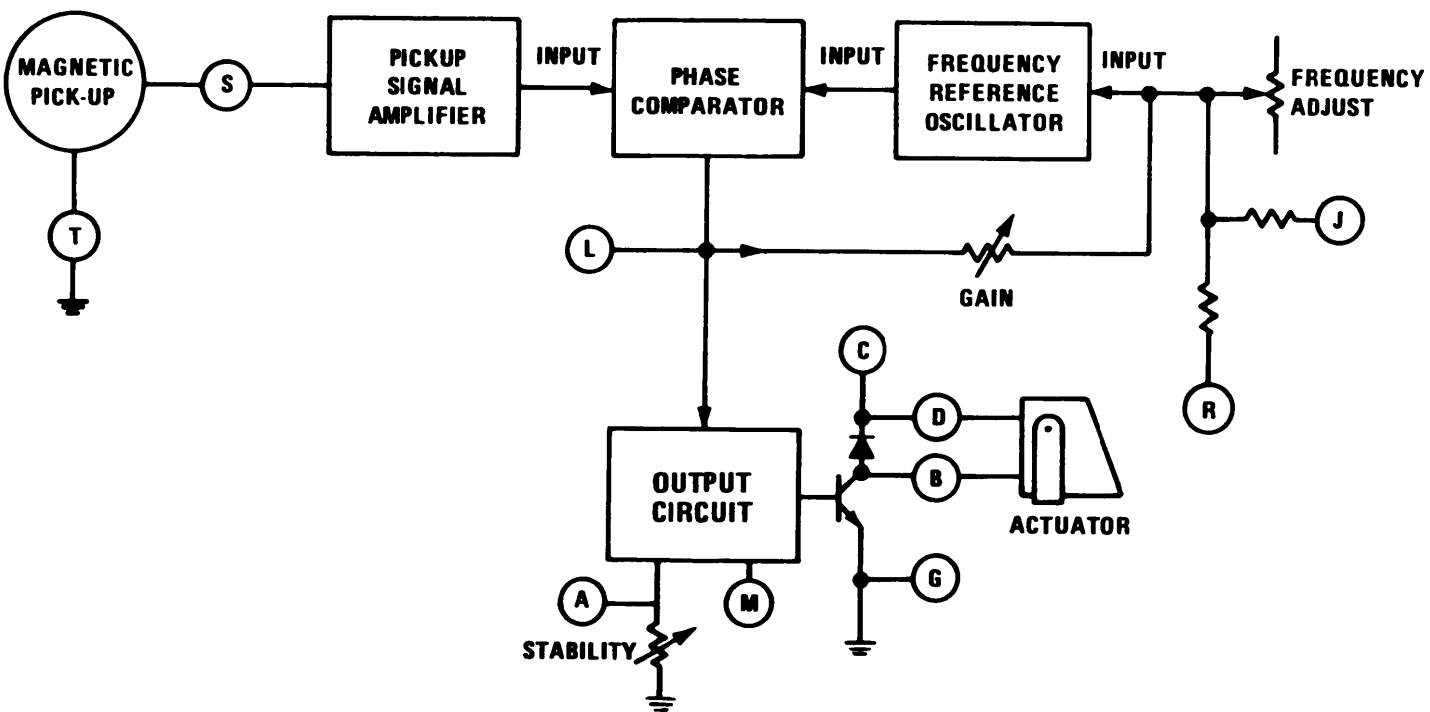 MAGNETIC
PICK-UP
S
PICKUP
SIGNAL
AMPLIFIER
INPUT
PHASE
COMPARATOR
INPUT
FREQUENCY
REFERENCE
OSCILLATOR
INPUT
FREQUENCY
ADJUST
T
L
J
GAIN
C
R
D
OUTPUT
CIRCUIT
B
ACTUATOR
A
M
G
STABILITY